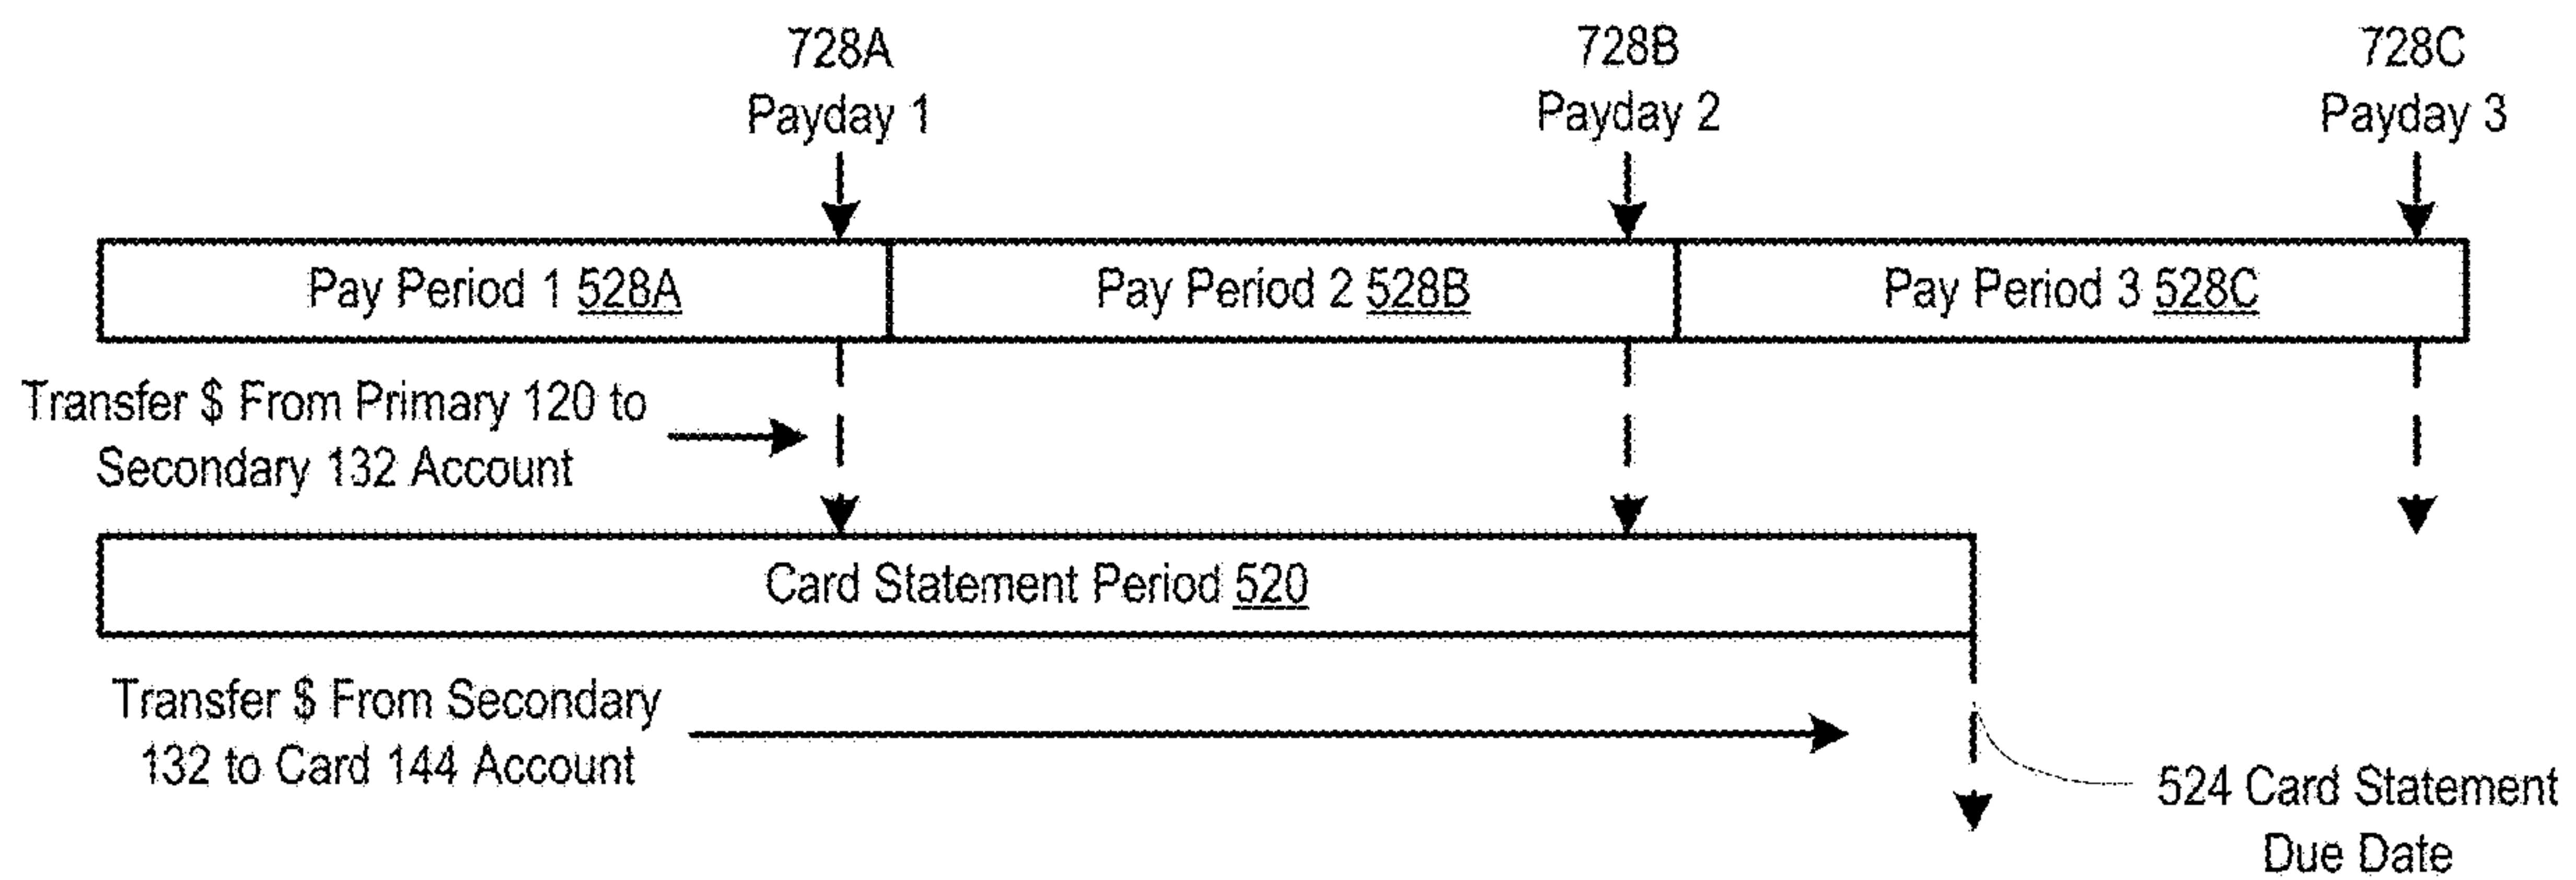 728A
Payday 1
728B
Payday 2
728C
Payday 3
Pay Period 1 528A
Pay Period 2 528B
Pay Period 3 528C
Transfer $ From Primary 120 to
Secondary 132 Account
Card Statement Period 520
Transfer $ From Secondary
132 to Card 144 Account
524 Card Statement
Due Date